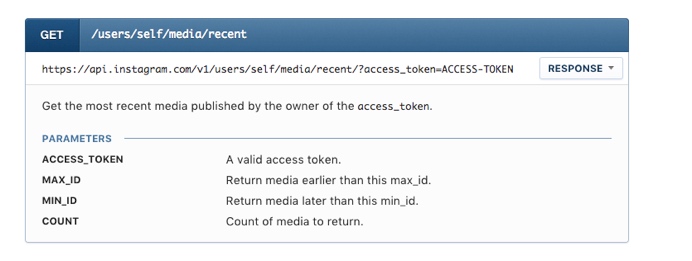 GET /users/self/media/recent
https://api.instagram.com/v1/users/self/media/recent/?access_token=ACCESS-TOKEN RESPONSE
Get the most recent media published by the owner of the access_token.
PARAMETERS
ACCESS_TOKEN A valid access token.
MAX_ID Return media earlier than this max_id.
MIN_ID Return media later than this min_id.
COUNT Count of media to return.